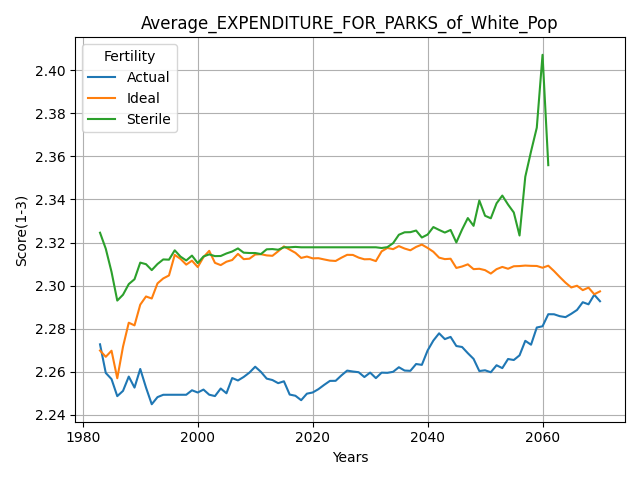 Average_EXPENDITURE_FOR_PARKS_of_White_Pop
Fertility
Actual
Ideal
Sterile
Score(1-3)
2.40
2.38
2.36
2.34
2.32
2.30
2.28
2.26
2.24
1980
2000
2020
2040
2060
Years